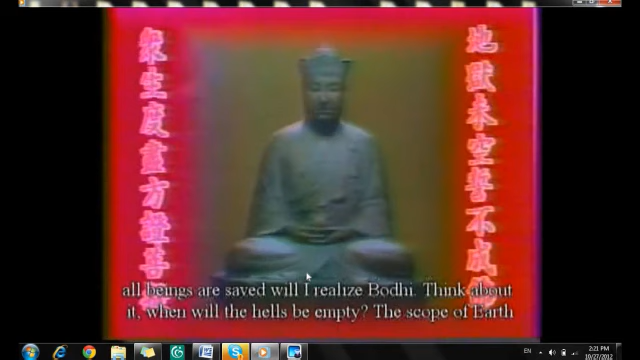 地獄未空誓不成
衆生度盡方證菩
all beings are saved will I realize Bodhi. Think about
it, when will the hells be empty? The scope of Earth
EN
2:21 PM
10/27/2012